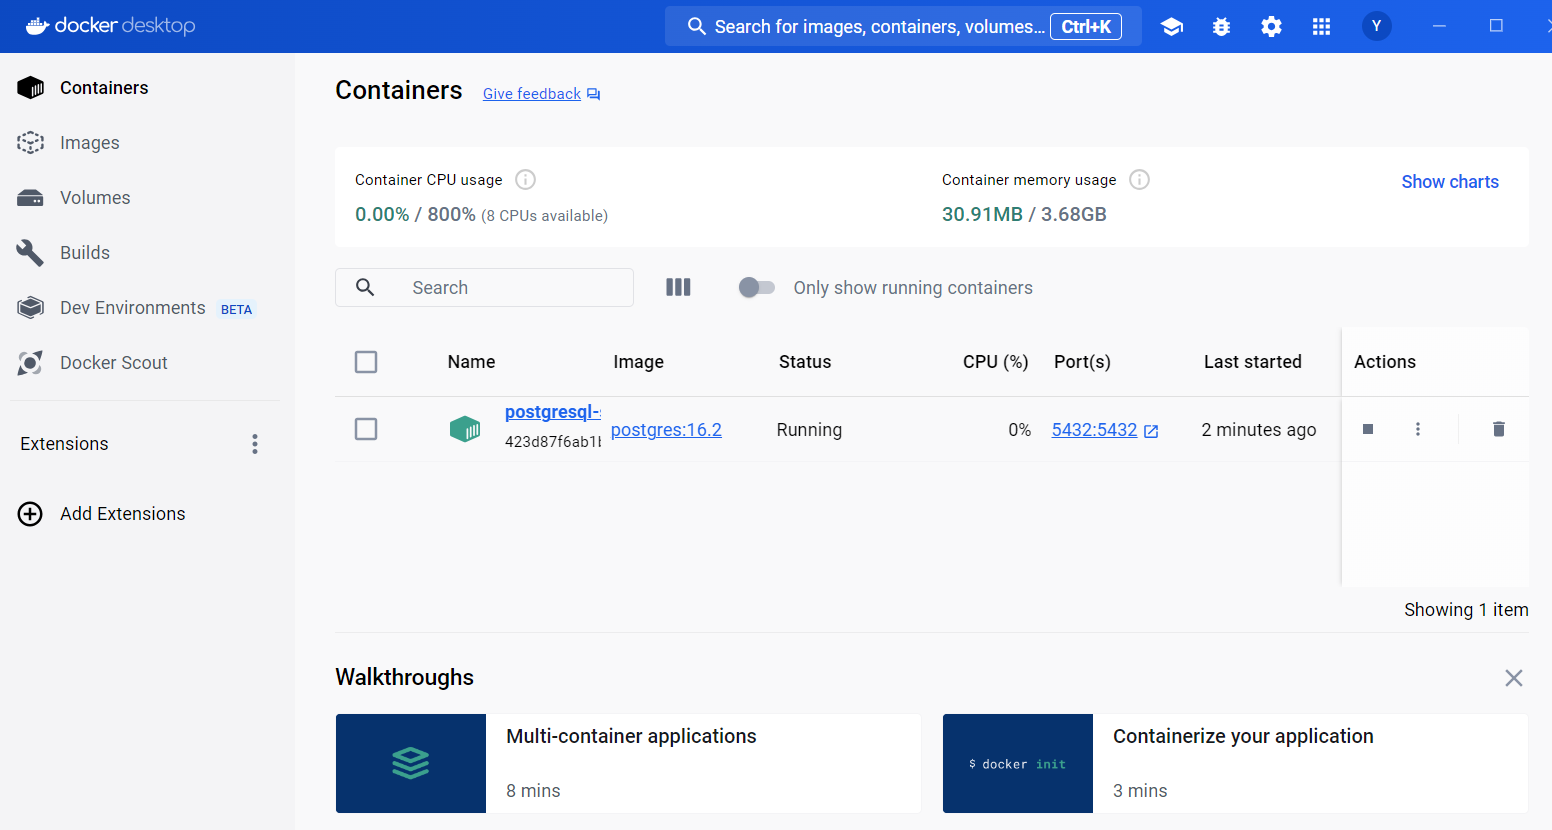 docker desktop
Search for images, containers, volumes... Ctrl+K
Y
Containers
Images
Volumes
Builds
Dev Environments BETA
Docker Scout
Extensions
Add Extensions
Containers Give feedback
Container CPU usage
0.00% / 800% (8 CPUs available)
Container memory usage
30.91MB / 3.68GB
Show charts
Search
Only show running containers
Name Image Status CPU (%) Port(s) Last started Actions
postgresql-
423d87f6ab1
postgres:16.2 Running 0% 5432:5432 2 minutes ago
Showing 1 item
Walkthroughs
Multi-container applications
8 mins
$ docker init
Containerize your application
3 mins